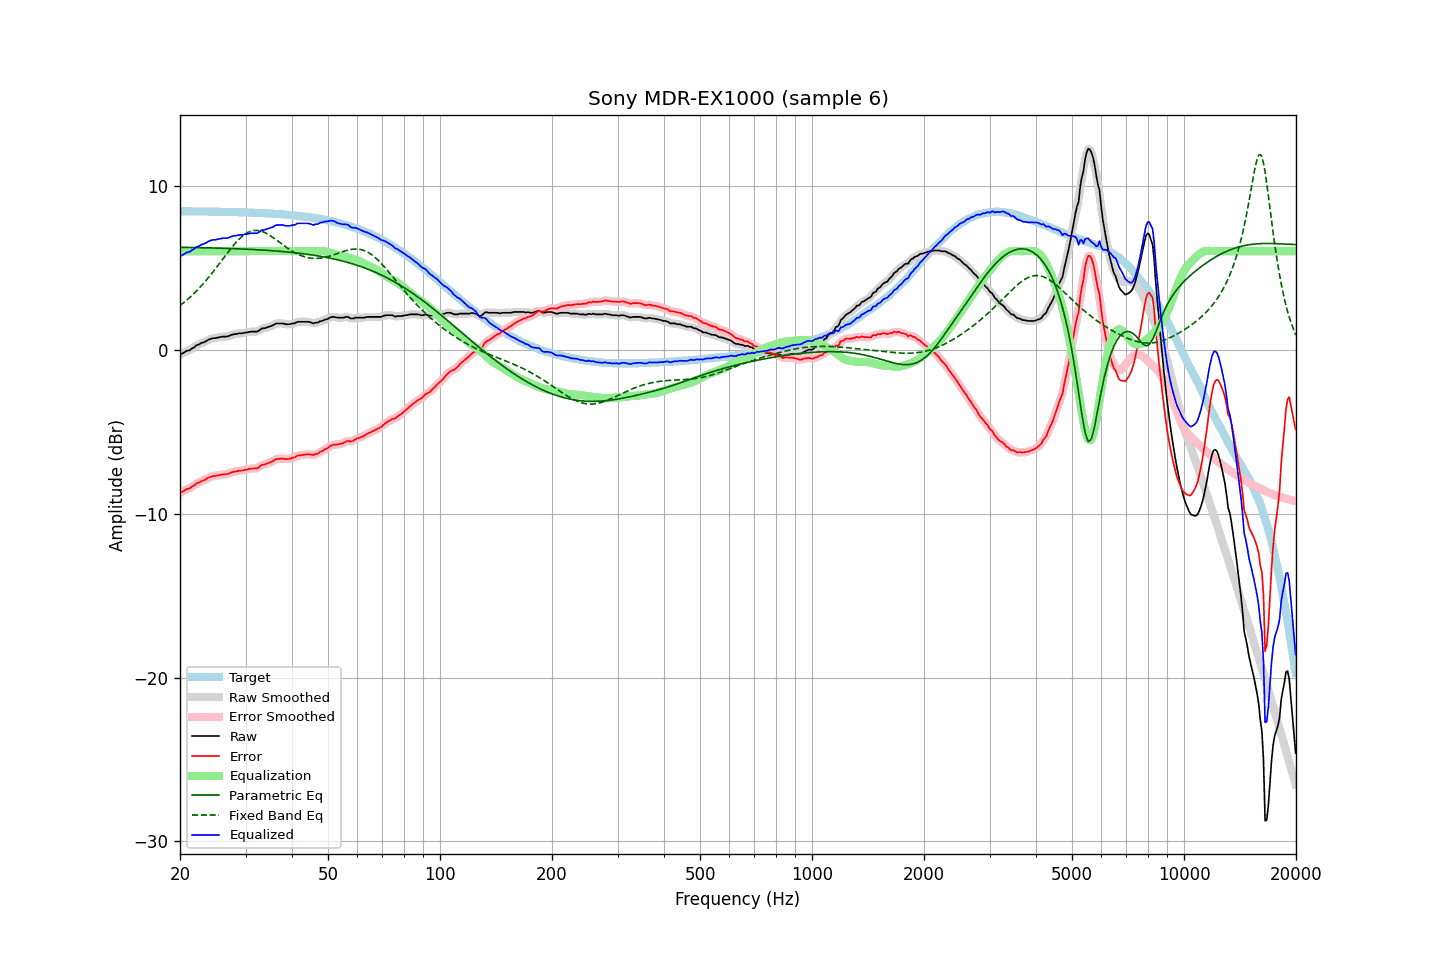 Sony MDR-EX1000 (sample 6)
Amplitude (dBr)
10
0
−10
−20
−30
Target
Raw Smoothed
Error Smoothed
Raw
Error
Equalization
Parametric Eq
Fixed Band Eq
Equalized
20 50 100 200 500 1000 2000 5000 10000 20000
Frequency (Hz)